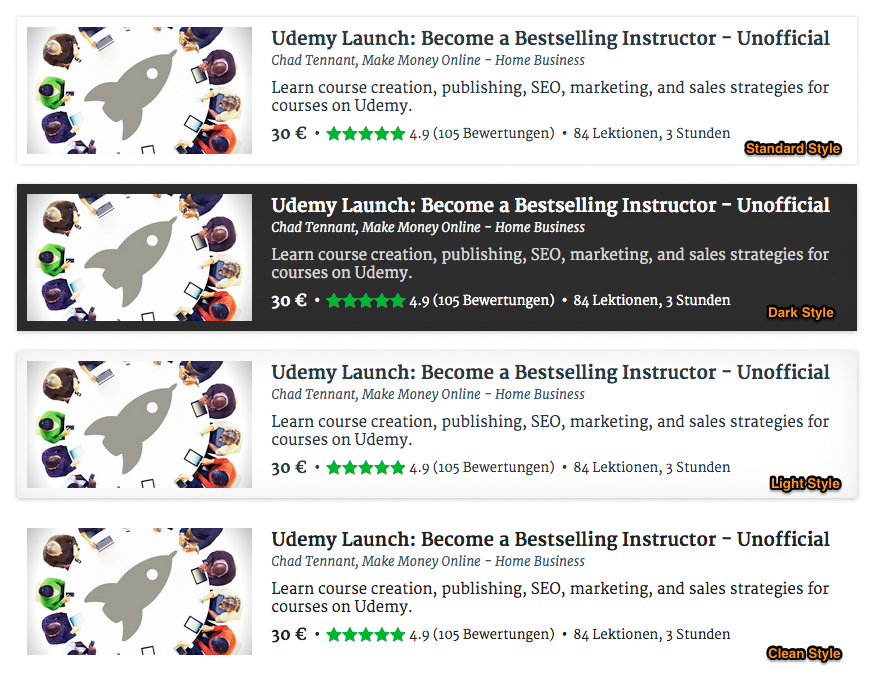 Udemy Launch: Become a Bestselling Instructor – Unofficial
Chad Tennant, Make Money Online – Home Business
Learn course creation, publishing, SEO, marketing, and sales strategies for
courses on Udemy.
30 € • ★★★★★ 4.9 (105 Bewertungen) • 84 Lektionen, 3 Stunden
Standard Style
Udemy Launch: Become a Bestselling Instructor – Unofficial
Chad Tennant, Make Money Online – Home Business
Learn course creation, publishing, SEO, marketing, and sales strategies for
courses on Udemy.
30 € • ★★★★★ 4.9 (105 Bewertungen) • 84 Lektionen, 3 Stunden
Dark Style
Udemy Launch: Become a Bestselling Instructor – Unofficial
Chad Tennant, Make Money Online – Home Business
Learn course creation, publishing, SEO, marketing, and sales strategies for
courses on Udemy.
30 € • ★★★★★ 4.9 (105 Bewertungen) • 84 Lektionen, 3 Stunden
Light Style
Udemy Launch: Become a Bestselling Instructor – Unofficial
Chad Tennant, Make Money Online – Home Business
Learn course creation, publishing, SEO, marketing, and sales strategies for
courses on Udemy.
30 € • ★★★★★ 4.9 (105 Bewertungen) • 84 Lektionen, 3 Stunden
Clean Style